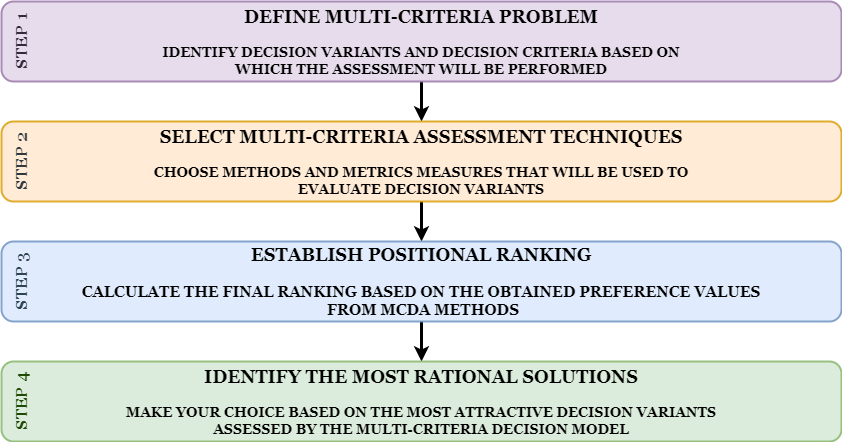 STEP 1
DEFINE MULTI-CRITERIA PROBLEM
IDENTIFY DECISION VARIANTS AND DECISION CRITERIA BASED ON
WHICH THE ASSESSMENT WILL BE PERFORMED
STEP 2
SELECT MULTI-CRITERIA ASSESSMENT TECHNIQUES
CHOOSE METHODS AND METRICS MEASURES THAT WILL BE USED TO
EVALUATE DECISION VARIANTS
STEP 3
ESTABLISH POSITIONAL RANKING
CALCULATE THE FINAL RANKING BASED ON THE OBTAINED PREFERENCE VALUES
FROM MCDA METHODS
STEP 4
IDENTIFY THE MOST RATIONAL SOLUTIONS
MAKE YOUR CHOICE BASED ON THE MOST ATTRACTIVE DECISION VARIANTS
ASSESSED BY THE MULTI-CRITERIA DECISION MODEL